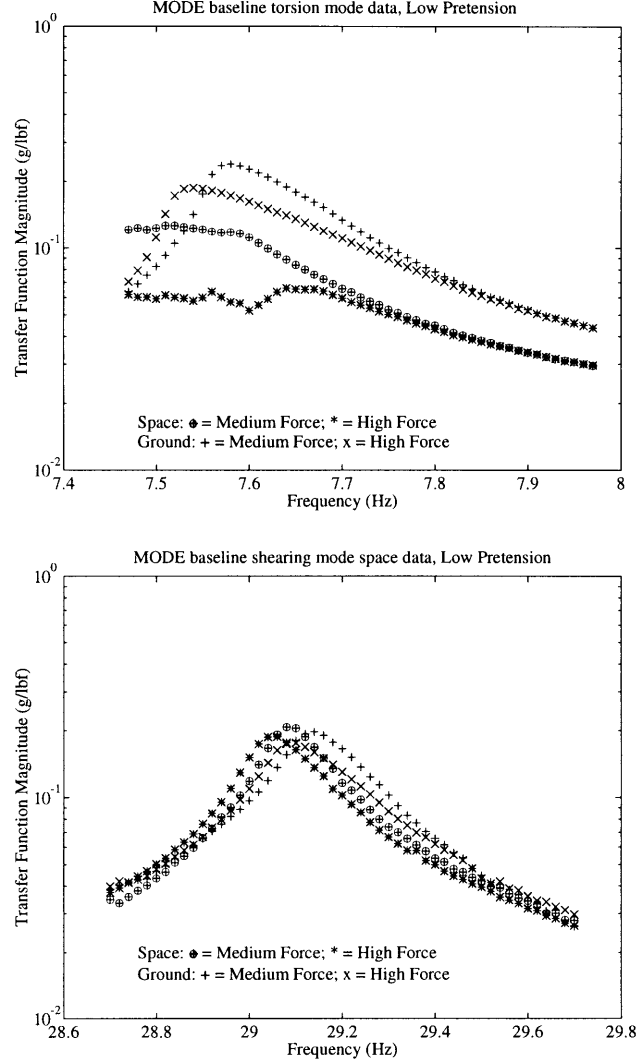 MODE baseline torsion mode data, Low Pretension
10^0
10^-1
10^-2
Transfer Function Magnitude (g/lbf)
Space: ⊕ = Medium Force; * = High Force
Ground: + = Medium Force; x = High Force
7.4 7.5 7.6 7.7 7.8 7.9 8
Frequency (Hz)
MODE baseline shearing mode space data, Low Pretension
10^0
10^-1
10^-2
Transfer Function Magnitude (g/lbf)
Space: ⊕ = Medium Force; * = High Force
Ground: + = Medium Force; x = High Force
28.6 28.8 29 29.2 29.4 29.6 29.8
Frequency (Hz)